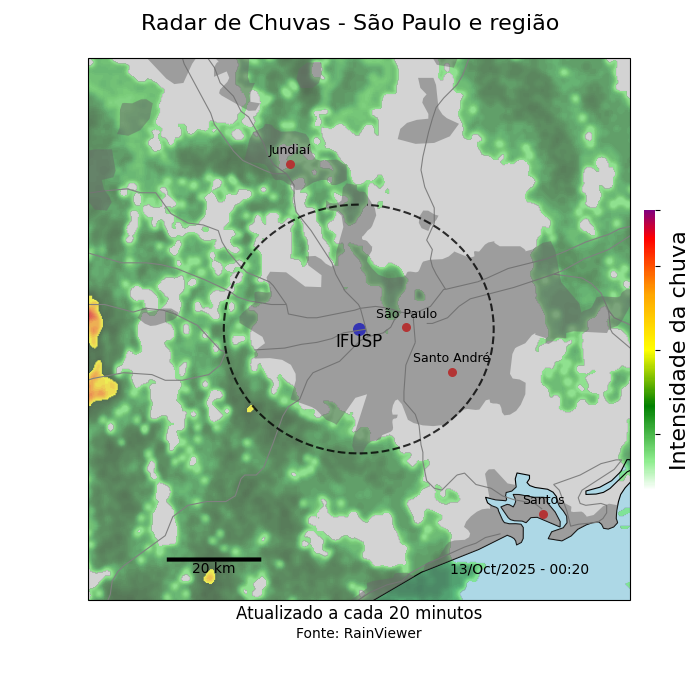 Radar de Chuvas - São Paulo e região
Jundiaí
São Paulo
IFUSP
Santo André
Santos
20 km
13/Oct/2025 - 00:20
Intensidade da chuva
Atualizado a cada 20 minutos
Fonte: RainViewer